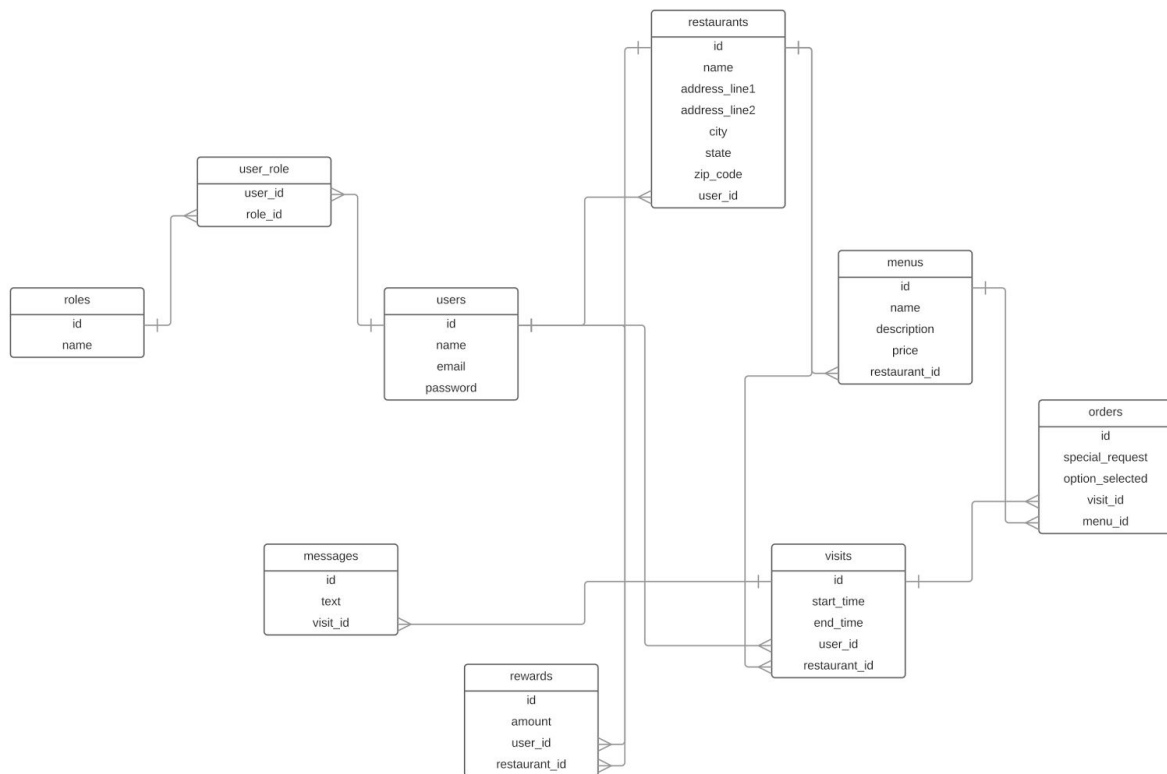 restaurants
id
name
address_line1
address_line2
city
state
zip_code
user_id
user_role
user_id
role_id
roles
id
name
users
id
name
email
password
menus
id
name
description
price
restaurant_id
orders
id
special_request
option_selected
visit_id
menu_id
messages
id
text
visit_id
visits
id
start_time
end_time
user_id
restaurant_id
rewards
id
amount
user_id
restaurant_id